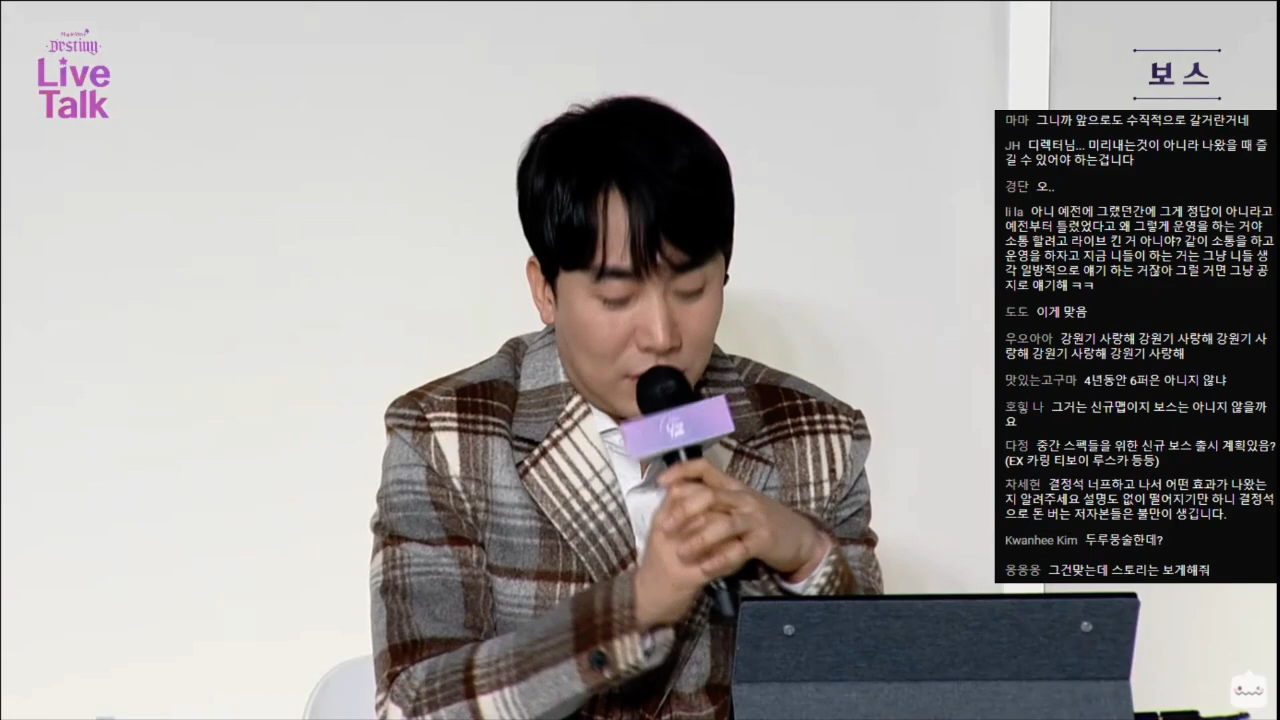 Destiny
Live
Talk
보스
마마 그니까 앞으로도 수직적으로 갈거란거네
JH 디렉터님... 미리내는것이 아니라 나왔을 때 즐
길 수 있어야 하는겁니다
경단 오..
li la 아니 예전에 그랬던간에 그게 정답이 아니라고
예전부터 틀렸었다고 왜 그렇게 운영을 하는 거야
소통 할려고 라이브 킨 거 아니야? 같이 소통을 하고
운영을 하자고 지금 니들이 하는 거는 그냥 니들 생
각 일방적으로 얘기 하는 거잖아 그럴 거면 그냥 공
지로 얘기해 ㅋㅋ
도도 이게 맞음
우오아아 강원기 사랑해 강원기 사랑해 강원기 사
랑해 강원기 사랑해 강원기 사랑해
맛있는고구마 4년동안 6퍼은 아니지 않냐
나 그거는 신규맵이지 보스는 아니지 않을까
요
다정 중간 스펙들을 위한 신규 보스 출시 계획있음?
(EX 카링 티보이 루스카 등등)
차세현 결정석 너프하고 나서 어떤 효과가 나왔는
지 알려주세요 설명도 없이 떨어지기만 하니 결정석
으로 돈 버는 저자본들은 불만이 생깁니다.
Kwanhee Kim 두루뭉술한데?
옹옹옹 그건맞는데 스토리는 보게해줘